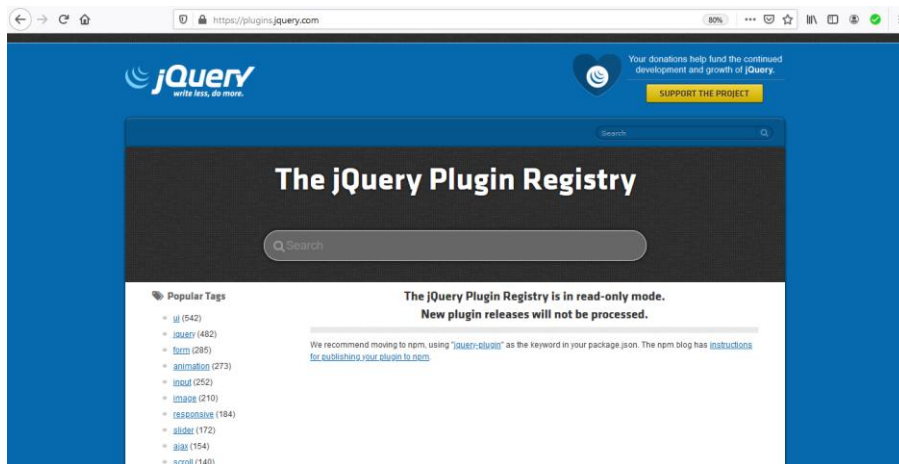 https://plugins.jquery.com
80%
jQuery
write less, do more.
Your donations help fund the continued
development and growth of jQuery.
SUPPORT THE PROJECT
Search
The jQuery Plugin Registry
Search
Popular Tags
ui (542)
jquery (482)
form (285)
animation (273)
input (252)
image (210)
responsive (184)
slider (172)
ajax (154)
scroll (140)
The jQuery Plugin Registry is in read-only mode.
New plugin releases will not be processed.
We recommend moving to npm, using "jquery-plugin" as the keyword in your package.json. The npm blog has instructions
for publishing your plugin to npm.